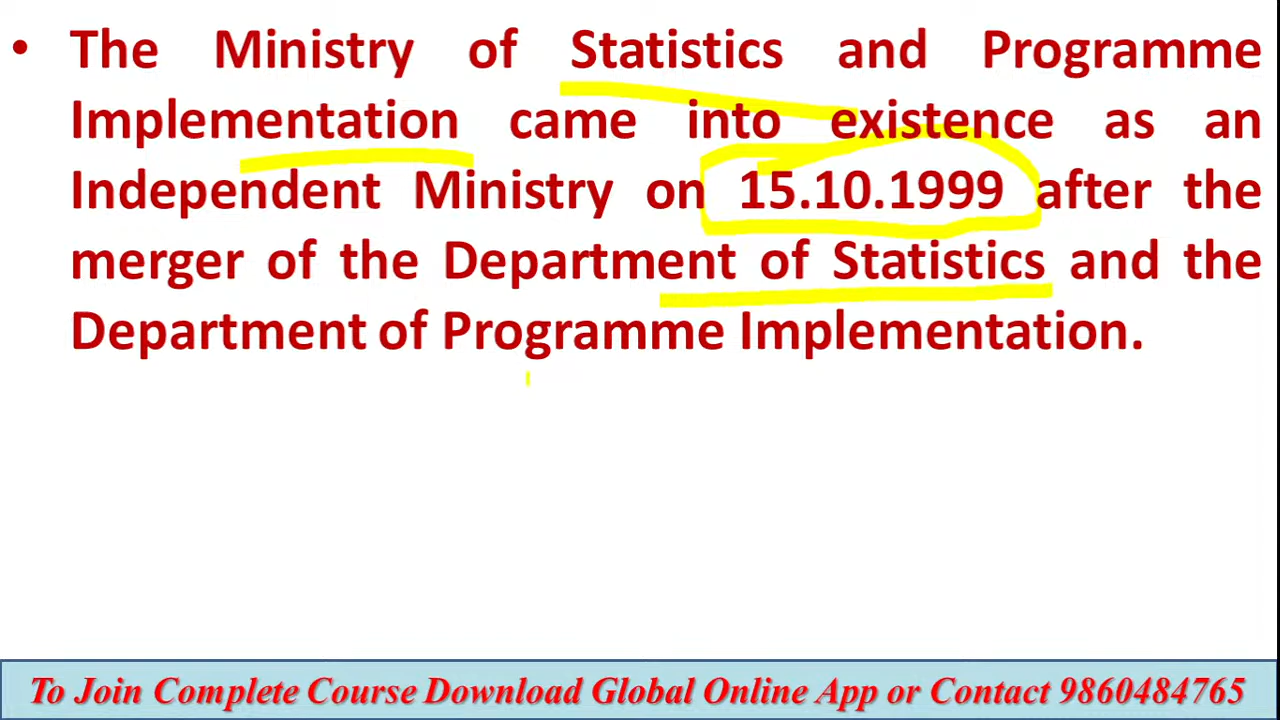 • The Ministry of Statistics and Programme
Implementation came into existence as an
Independent Ministry on 15.10.1999 after the
merger of the Department of Statistics and the
Department of Programme Implementation.
To Join Complete Course Download Global Online App or Contact 9860484765